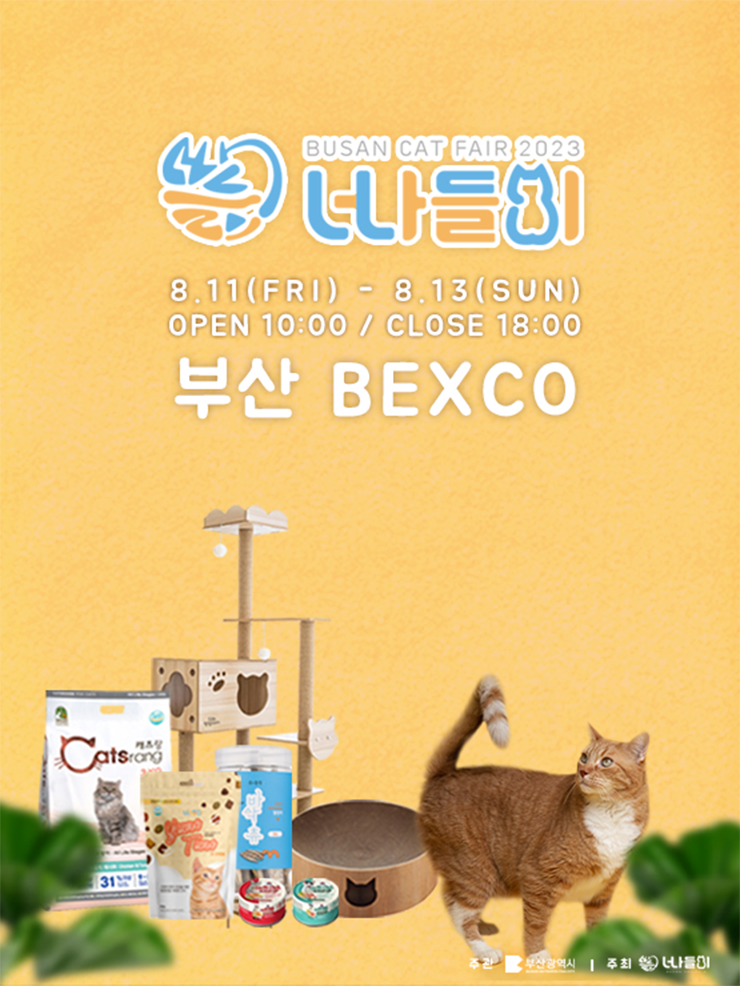 BUSAN CAT FAIR 2023
너나들이
8.11(FRI) - 8.13(SUN)
OPEN 10:00 / CLOSE 18:00
부산 BEXCO
캐츠랑
Catsrang
31
주관 부산광역시 | 주최 너나들이